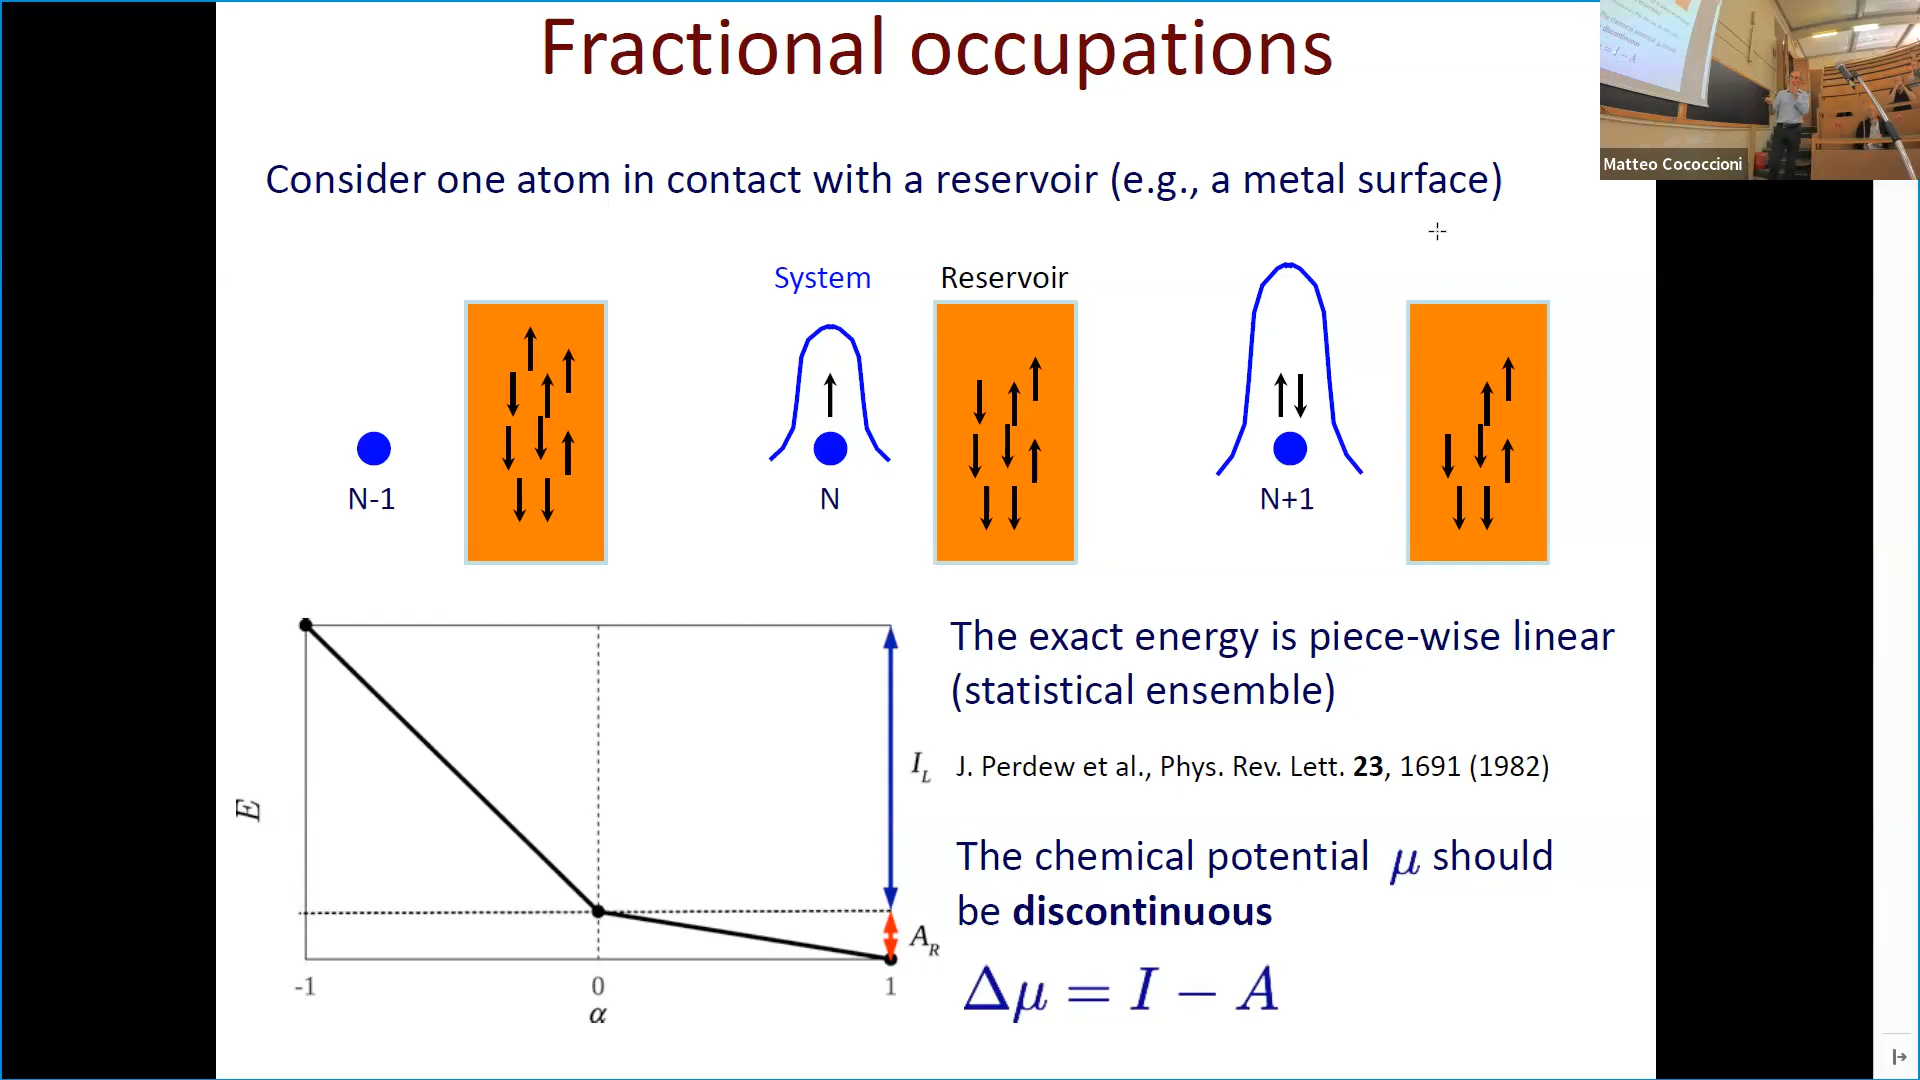 Fractional occupations
Consider one atom in contact with a reservoir (e.g., a metal surface)
Matteo Cococcioni
System
Reservoir
N-1
N
N+1
E
-1
0
1
α
I_L
A_R
The exact energy is piece-wise linear
(statistical ensemble)
J. Perdew et al., Phys. Rev. Lett. 23, 1691 (1982)
The chemical potential μ should
be discontinuous
Δμ = I − A